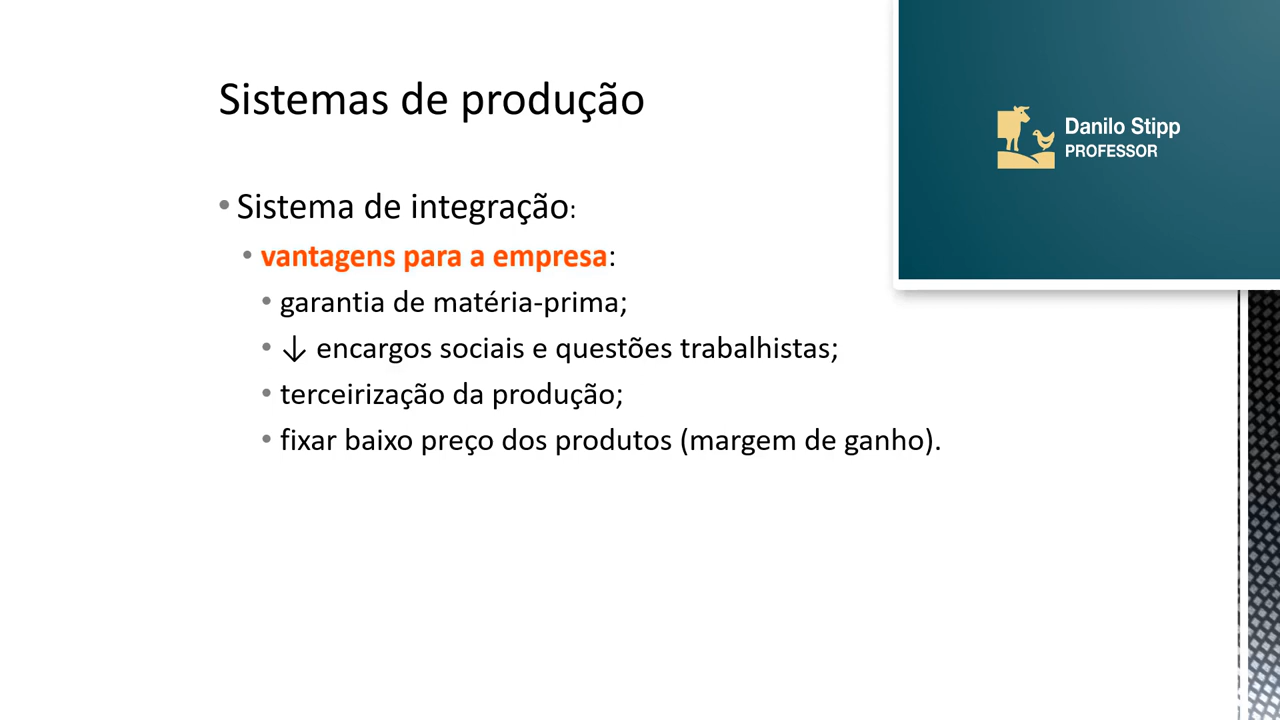 Sistemas de produção
Danilo Stipp
PROFESSOR
• Sistema de integração:
• vantagens para a empresa:
• garantia de matéria-prima;
• ↓ encargos sociais e questões trabalhistas;
• terceirização da produção;
• fixar baixo preço dos produtos (margem de ganho).